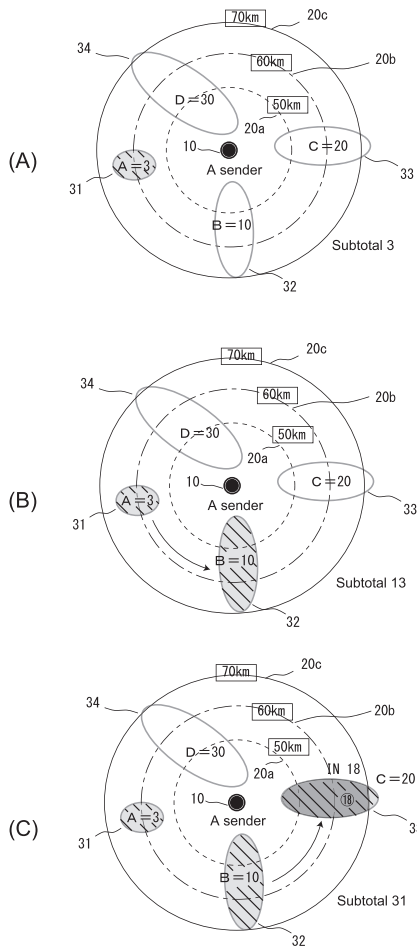 70km
20c
34
60km
20b
D=30
50km
20a
10
(A)
A=3
A sender
C=20
31
33
B=10
Subtotal 3
32
70km
20c
34
60km
20b
D=30
50km
20a
10
(B)
A=3
A sender
C=20
31
33
B=10
Subtotal 13
32
70km
20c
34
60km
20b
D=30
50km
IN 18
20a
C=20
10
18
(C)
A=3
A sender
31
B=10
Subtotal 31
32